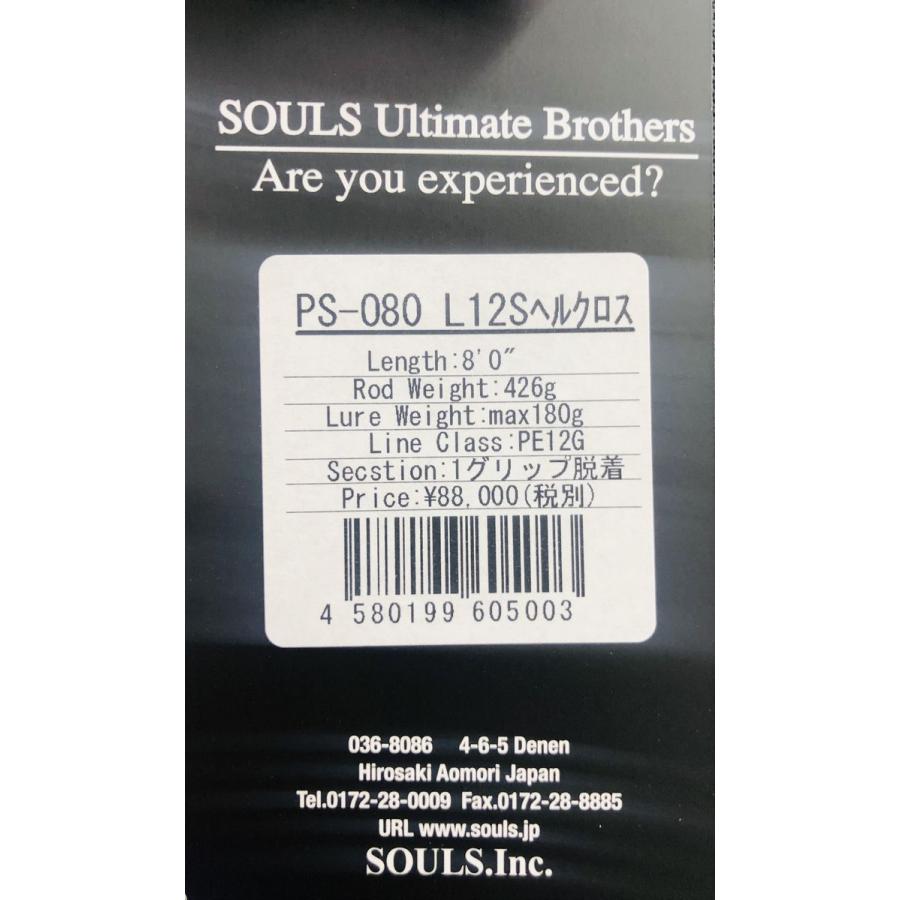 SOULS Ultimate Brothers
Are you experienced?
PS-080 L12Sヘルクロス
Length:8'0"
Rod Weight:426g
Lure Weight:max180g
Line Class:PE12G
Secstion:1グリップ脱着
Price:¥88,000(税別)
4 580199 605003
036-8086 4-6-5 Denen
Hirosaki Aomori Japan
Tel.0172-28-0009 Fax.0172-28-8885
URL www.souls.jp
SOULS.Inc.